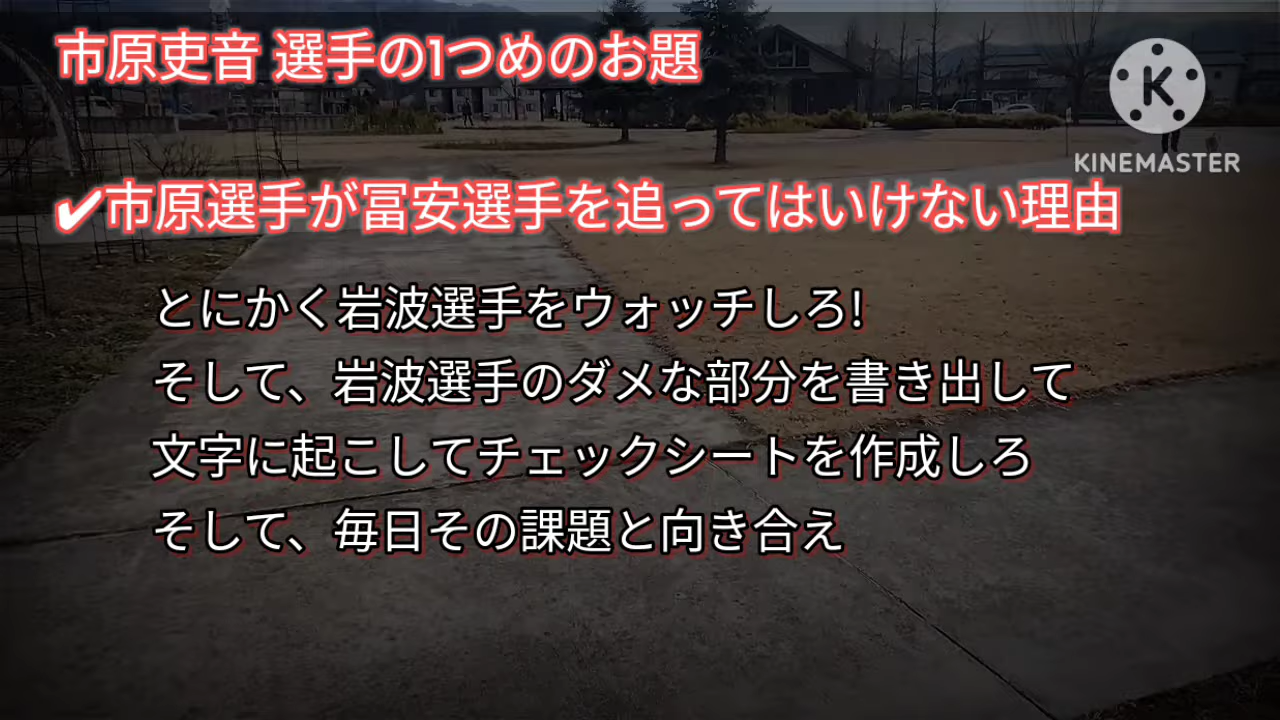 市原吏音 選手の1つめのお題
KINEMASTER
✔市原選手が冨安選手を追ってはいけない理由
とにかく岩波選手をウォッチしろ!
そして、岩波選手のダメな部分を書き出して
文字に起こしてチェックシートを作成しろ
そして、毎日その課題と向き合え